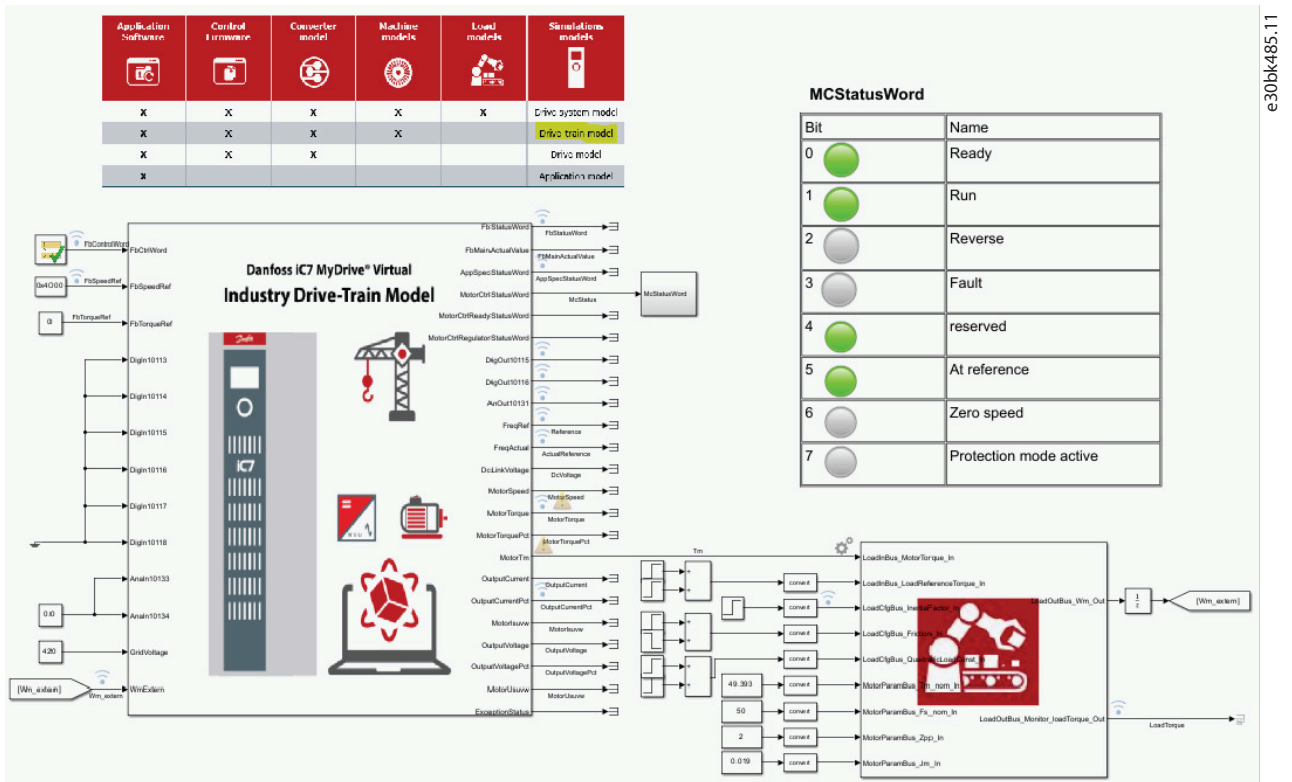 Application Software
Control Firmware
Converter model
Machine models
Load models
Simulations models
x x x x x Drive system model
x x x x Drive-train model
x x x Drive model
x Application model
e30bk485.11
MCStatusWord
Bit Name
0 Ready
1 Run
2 Reverse
3 Fault
4 reserved
5 At reference
6 Zero speed
7 Protection mode active
Danfoss iC7 MyDrive® Virtual
Industry Drive-Train Model
Danfoss
iC7
FbControlWord
FbCtrlWord
0x4000
FbSpeedRef
FbSpeedRef
0
FbTorqueRef
FbTorqueRef
DigIn10113
DigIn10114
DigIn10115
DigIn10116
DigIn10117
DigIn10118
AnaIn10133
0.0
AnaIn10134
420
GridVoltage
[Wm_extern]
Wm_extern
WmExtern
FbStatusWord
FbStatusWord
FbMainActualValue
FbMainActualValue
AppSpecStatusWord
AppSpecStatusWord
MotorCtrlStatusWord
McStatus
McStatusWord
MotorCtrlReadyStatusWord
MotorCtrlRegulatorStatusWord
DigOut10115
DigOut10116
AnOut10131
FreqRef
Reference
FreqActual
ActualReference
DcLinkVoltage
DcVoltage
MotorSpeed
MotorSpeed
MotorTorque
MotorTorque
MotorTorquePct
MotorTorquePct
MotorTm
Tm
OutputCurrent
OutputCurrent
OutputCurrentPct
OutputCurrentPct
MotorIsuvw
MotorIsuvw
OutputVoltage
OutputVoltage
OutputVoltagePct
OutputVoltagePct
MotorUsuvw
MotorUsuvw
ExceptionStatus
LoadInBus_MotorTorque_In
convert
LoadInBus_LoadReferenceTorque_In
convert
LoadCfgBus_InertiaFactor_In
convert
LoadCfgBus_Frictions_In
convert
49.393
convert
MotorParamBus_Tm_nom_In
50
convert
MotorParamBus_Fs_nom_In
2
convert
MotorParamBus_Zpp_In
0.019
convert
MotorParamBus_Jm_In
LoadOutBus_Wm_Out
1
z
[Wm_extern]
LoadOutBus_Monitor_loadTorque_Out
LoadTorque